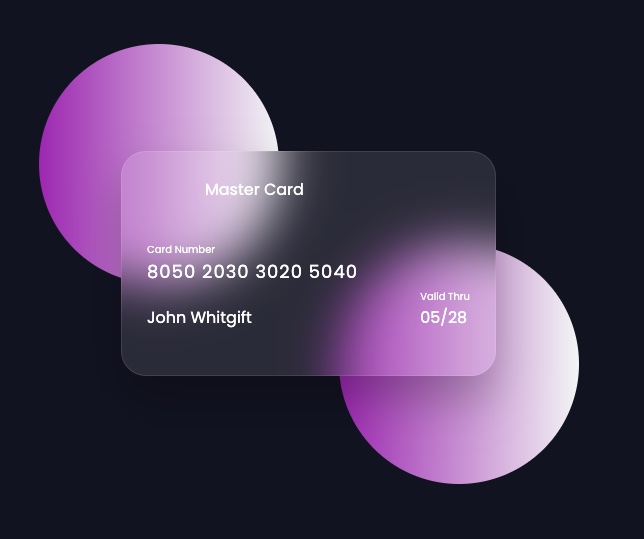 Master Card
Card Number
8050 2030 3020 5040
Valid Thru
John Whitgift
05/28